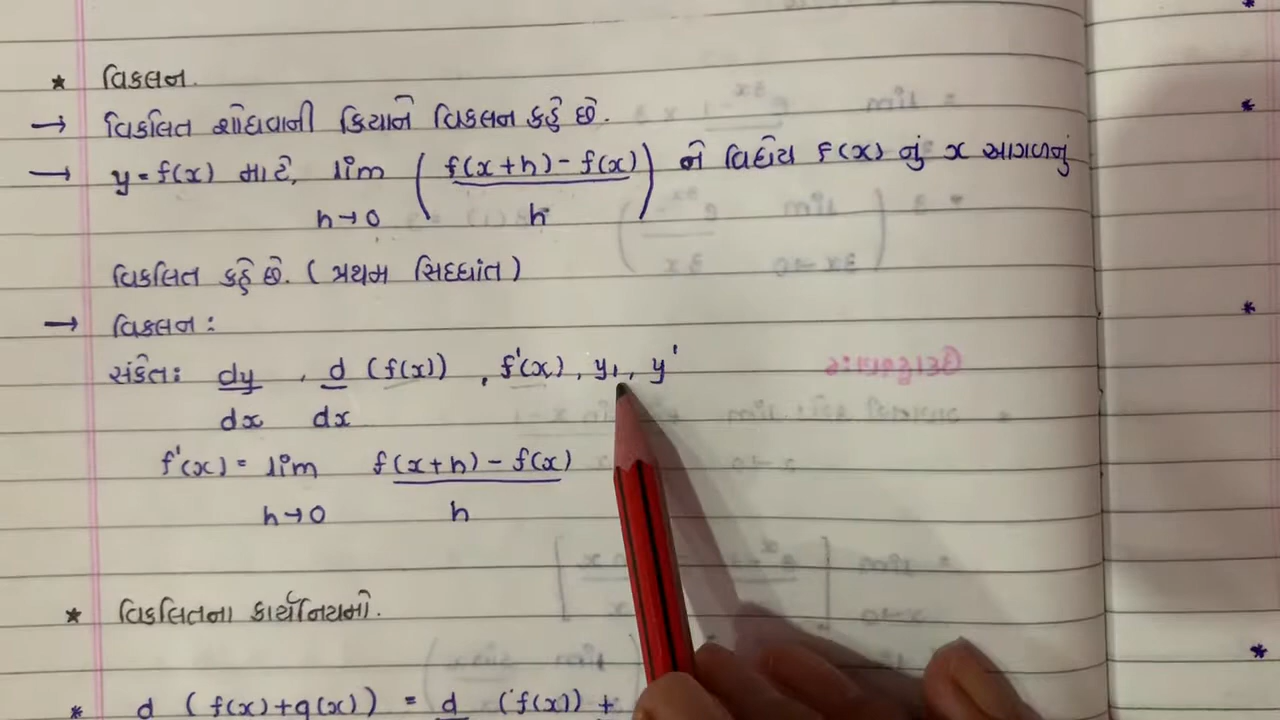 ★ વિકલન.
→ વિકલિત શોધવાની ક્રિયાને વિકલન કહે છે.
→ y = f(x) માટે, lim h→0 ( f(x+h) - f(x) / h ) ને વિધેય f(x) નું x આગળનું
વિકલિત કહે છે. ( પ્રથમ સિધ્ધાંત )
→ વિકલન :
સંકેત : dy/dx , d/dx (f(x)) , f'(x), y₁, y'
f'(x) = lim h→0 f(x+h) - f(x) / h
★ વિકલિતના કાર્યનિયમો.
* d (f(x)+g(x)) = d (f(x)) +